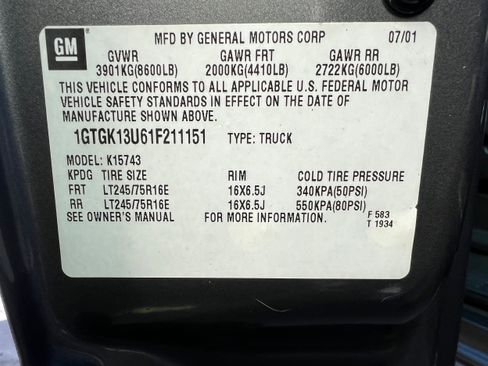 GM MFD BY GENERAL MOTORS CORP 07/01
GVWR GAWR FRT GAWR RR
3901KG(8600LB) 2000KG(4410LB) 2722KG(6000LB)
THIS VEHICLE CONFORMS TO ALL APPLICABLE U.S. FEDERAL MOTOR
VEHICLE SAFETY STANDARDS IN EFFECT ON THE DATE OF
MANUFACTURE SHOWN ABOVE.
1GTGK13U61F211151 TYPE: TRUCK
MODEL: K15743
KPDG TIRE SIZE RIM COLD TIRE PRESSURE
FRT LT245/75R16E 16X6.5J 340KPA(50PSI)
RR LT245/75R16E 16X6.5J 550KPA(80PSI)
SEE OWNER'S MANUAL FOR MORE INFORMATION. F 583
T 1934